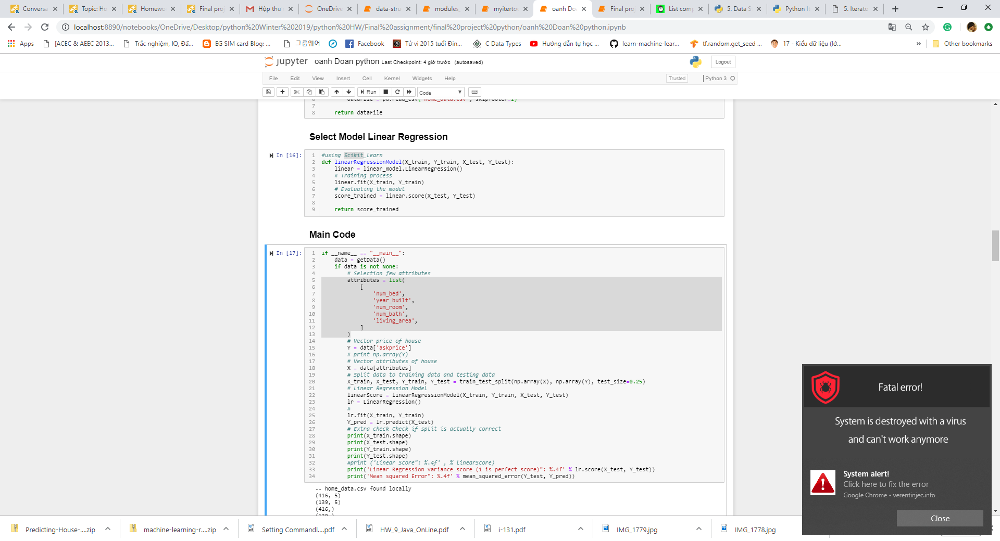 Conversa
Topic: Ho
Homewo
Final pro
Hộp thư
OneDrive
data-stru
modules
myitertoo
oanh Do
Final pro
List comp
5. Data S
Python It
5. Iterato
localhost:8890/notebooks/OneDrive/Desktop/python%20Winter%202019/python%20HW/Final%20assignment/final%20project%20python/oanh%20Doan%20python.ipynb
Apps
[ACEC & AEEC 2013...
Trắc nghiệm, IQ, Đấ...
EG SIM card Blog: ...
그룹웨어
Facebook
Tử vi 2015 tuổi Đin...
C Data Types
Hướng dẫn tự học ...
learn-machine-lear...
tf.random.get_seed ...
17 - Kiểu dữ liệu (lớ...
»
Other bookmarks
jupyter oanh Doan python Last Checkpoint: 4 giờ trước (autosaved)
Logout
File Edit View Insert Cell Kernel Widgets Help
Trusted
Python 3
Run
Code
6 dataFile = pd.read_csv('home_data.csv', skipfooter=1)
7
8 return dataFile
Select Model Linear Regression
In [16]:
1 #using Scikit_learn
2 def linearRegressionModel(X_train, Y_train, X_test, Y_test):
3 linear = linear_model.LinearRegression()
4 # Training process
5 linear.fit(X_train, Y_train)
6 # Evaluating the model
7 score_trained = linear.score(X_test, Y_test)
8
9 return score_trained
Main Code
In [17]:
1 if __name__ == "__main__":
2 data = getData()
3 if data is not None:
4 # Selection few attributes
5 attributes = list(
6 [
7 'num_bed',
8 'year_built',
9 'num_room',
10 'num_bath',
11 'living_area',
12 ]
13 )
14 # Vector price of house
15 Y = data['askprice']
16 # print np.array(Y)
17 # Vector attributes of house
18 X = data[attributes]
19 # Split data to training data and testing data
20 X_train, X_test, Y_train, Y_test = train_test_split(np.array(X), np.array(Y), test_size=0.25)
21 # Linear Regression Model
22 linearScore = linearRegressionModel(X_train, Y_train, X_test, Y_test)
23 lr = LinearRegression()
24 #
25 lr.fit(X_train, Y_train)
26 Y_pred = lr.predict(X_test)
27 # Extra check Check if split is actually correct
28 print(X_train.shape)
29 print(X_test.shape)
30 print(Y_train.shape)
31 print(Y_test.shape)
32 #print ('Linear Score": %.4f' , % linearScore)
33 print('Linear Regression variance score (1 is perfect score)": %.4f' % lr.score(X_test, Y_test))
34 print('Mean squared Error": %.4f' % mean_squared_error(Y_test, Y_pred))
-- home_data.csv found locally
(416, 5)
(139, 5)
(416,)
(139,)
Fatal error!
System is destroyed with a virus
and can't work anymore
System alert!
Click here to fix the error
Google Chrome • verentinjec.info
Close
Predicting-House-....zip
machine-learning-r....zip
Setting Commandl....pdf
HW_9_Java_OnLine.pdf
i-131.pdf
IMG_1779.jpg
IMG_1778.jpg